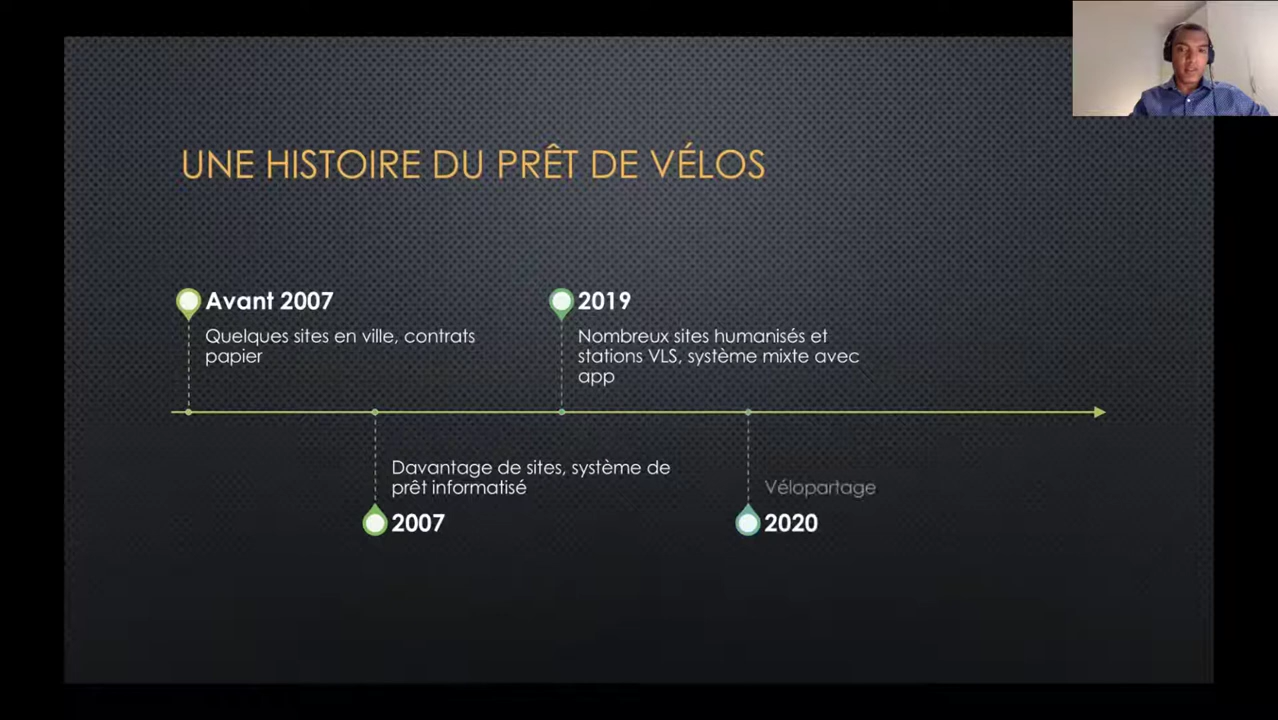 UNE HISTOIRE DU PRÊT DE VÉLOS
Avant 2007
Quelques sites en ville, contrats
papier
2019
Nombreux sites humanisés et
stations VLS, système mixte avec
app
Davantage de sites, système de
prêt informatisé
2007
Vélopartage
2020